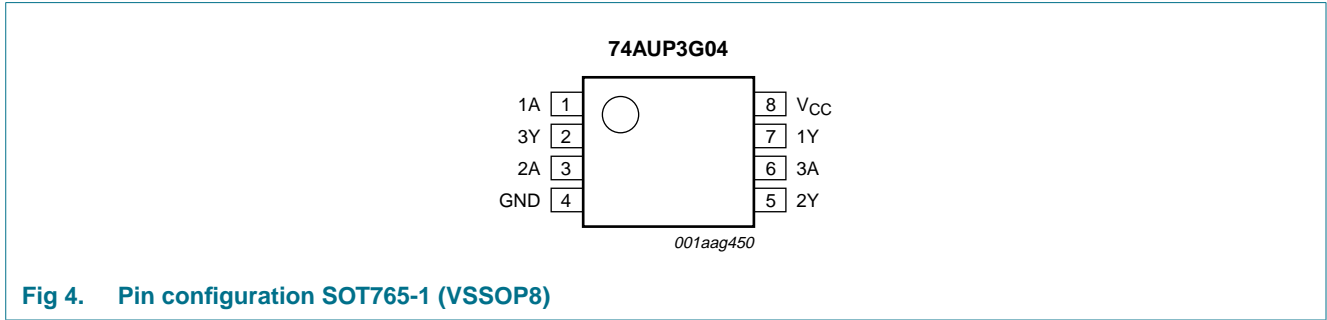 74AUP3G04
1A 1 8 VCC
3Y 2 7 1Y
2A 3 6 3A
GND 4 5 2Y
001aag450
Fig 4. Pin configuration SOT765-1 (VSSOP8)